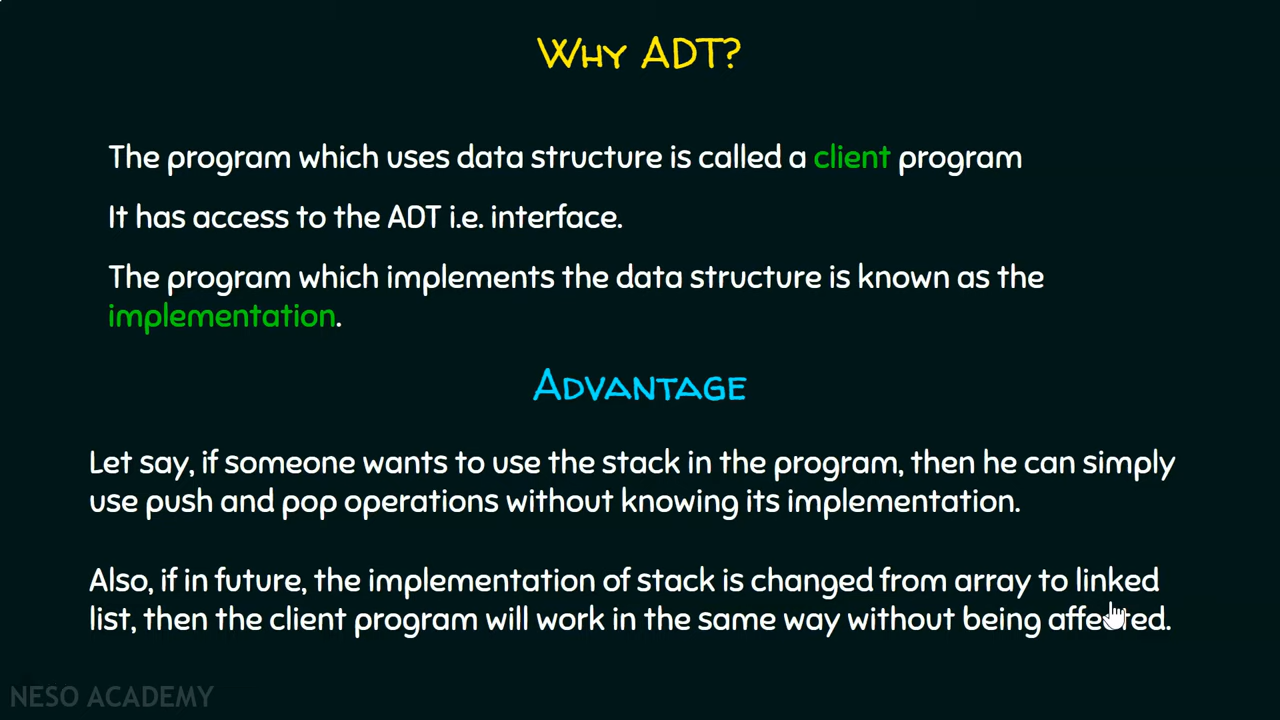 Why ADT?
The program which uses data structure is called a client program
It has access to the ADT i.e. interface.
The program which implements the data structure is known as the
implementation.
Advantage
Let say, if someone wants to use the stack in the program, then he can simply
use push and pop operations without knowing its implementation.
Also, if in future, the implementation of stack is changed from array to linked
list, then the client program will work in the same way without being affected.
NESO ACADEMY